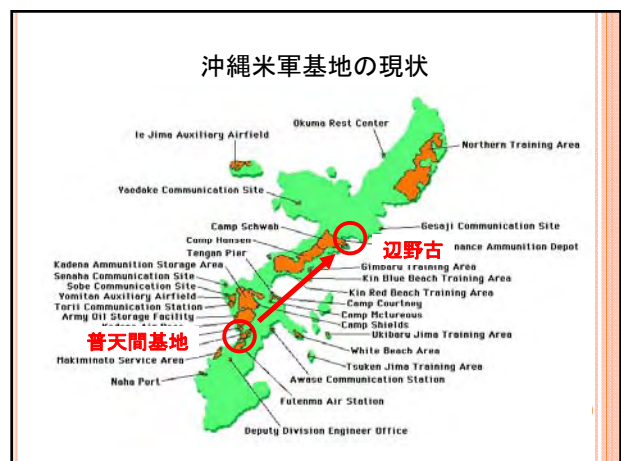 沖縄米軍基地の現状
Okuma Rest Center
Ie Jima Auxiliary Airfield
Northern Training Area
Yaedake Communication Site
Camp Schwab
Gesaji Communication Site
Camp Hansen
辺野古
nance Ammunition Depot
Tengan Pier
Gimbaru Training Area
Kadena Ammunition Storage Area
Kin Blue Beach Training Area
Senaha Communication Site
Sobe Communication Site
Kin Red Beach Training Area
Yomitan Auxiliary Airfield
Camp Courtney
Torii Communication Station
Camp Mctureous
Army Oil Storage Facility
Camp Shields
Ukibaru Jima Training Area
普天間基地
White Beach Area
Makiminato Service Area
Tsuken Jima Training Area
Awase Communication Station
Naha Port
Futenma Air Station
Deputy Division Engineer Office